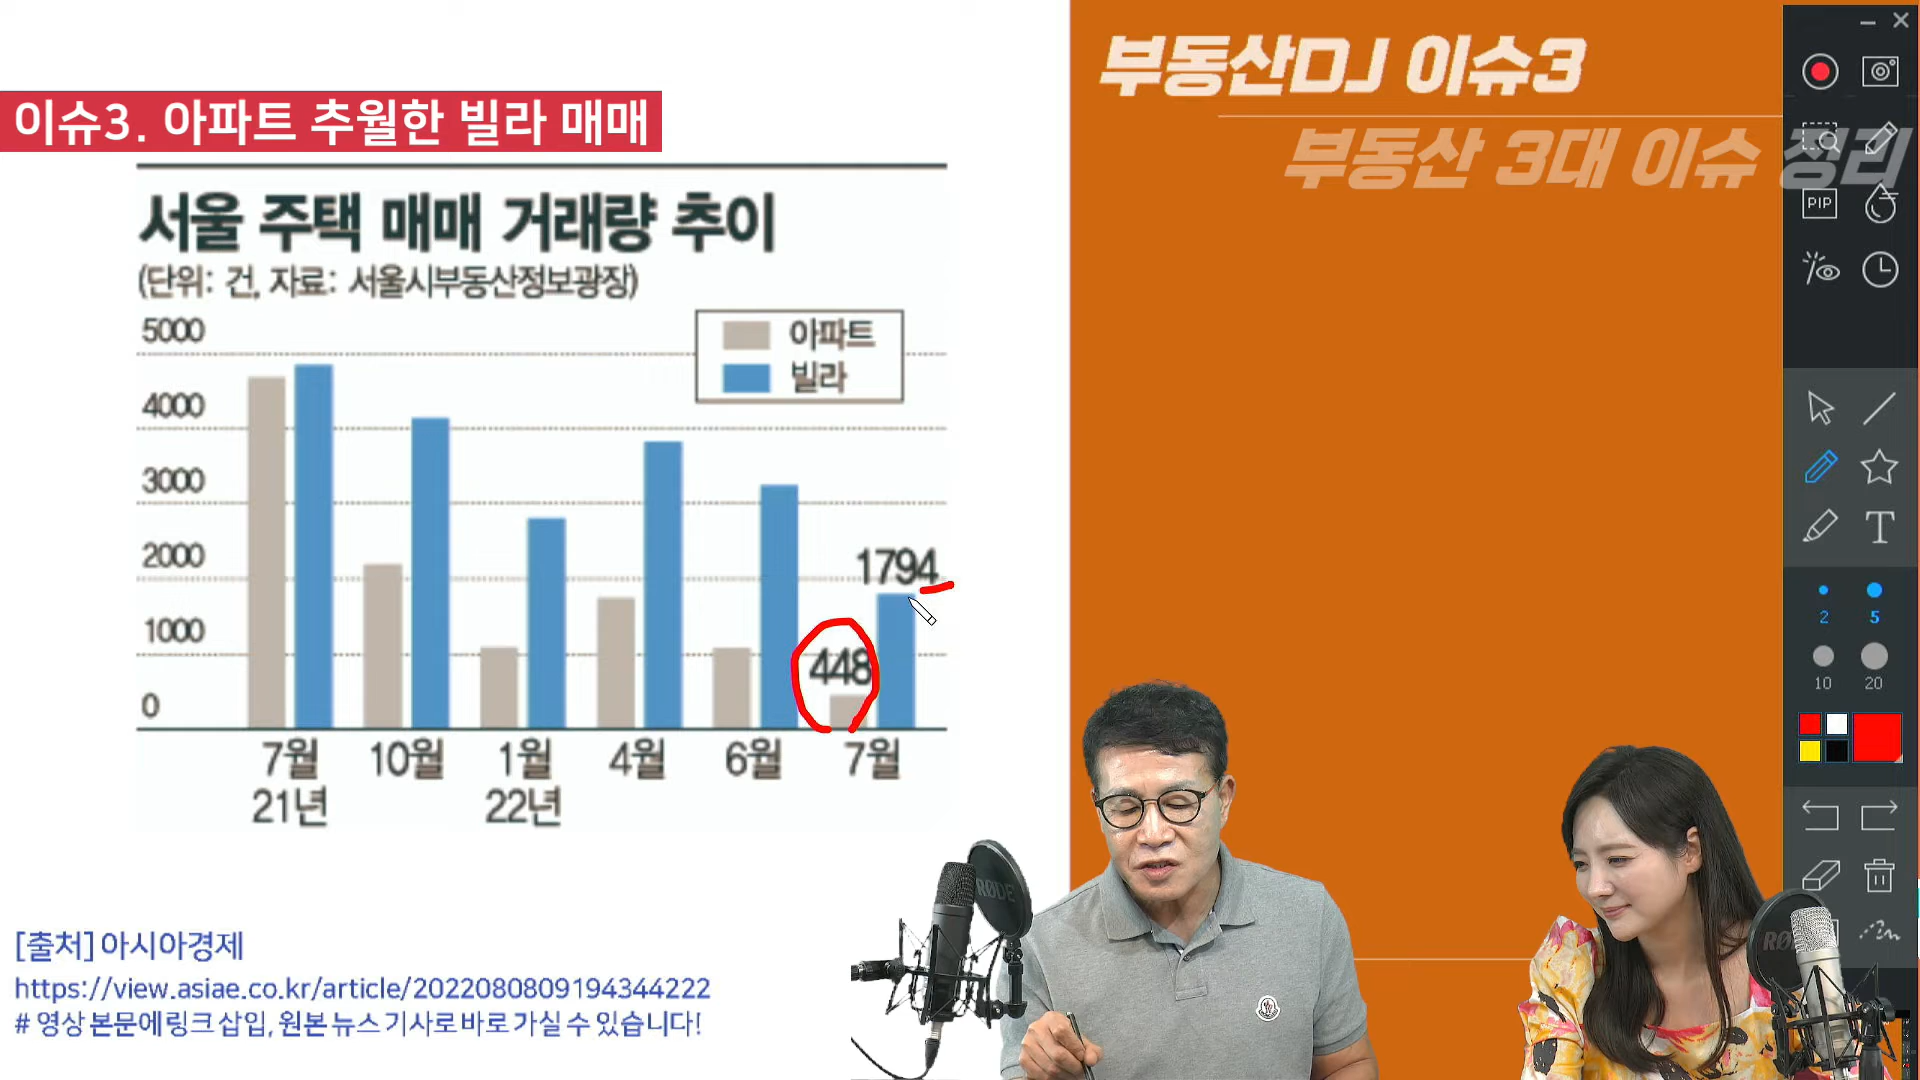 부동산DJ 이슈3
부동산 3대 이슈 정리
이슈3. 아파트 추월한 빌라 매매
서울 주택 매매 거래량 추이
(단위: 건, 자료: 서울시부동산정보광장)
아파트
빌라
5000
4000
3000
2000
1000
0
1794
448
7월
10월
1월
4월
6월
7월
21년
22년
[출처]아시아경제
https://view.asiae.co.kr/article/2022080809194344222
# 영상 본문에 링크 삽입, 원본 뉴스 기사로 바로 가실 수 있습니다!
PIP
T
2
5
10
20
RØDE